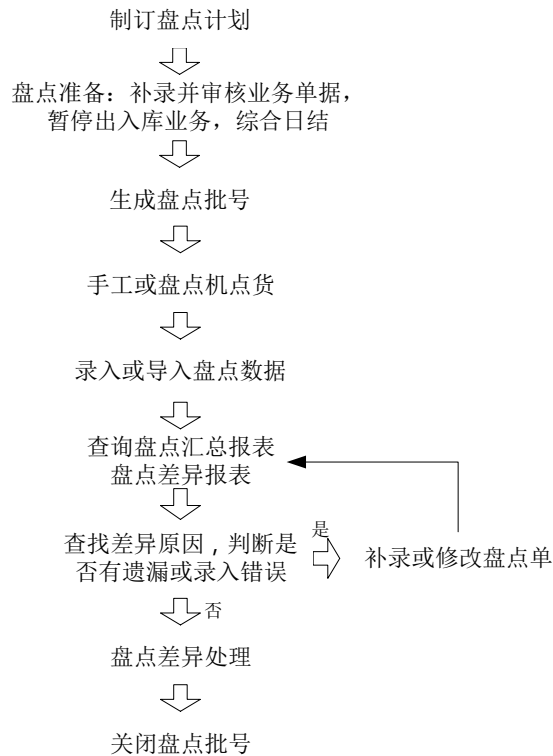 制订盘点计划
盘点准备：补录并审核业务单据，
暂停出入库业务，综合日结
生成盘点批号
手工或盘点机点货
录入或导入盘点数据
查询盘点汇总报表
盘点差异报表
查找差异原因，判断是
否有遗漏或录入错误
是
补录或修改盘点单
否
盘点差异处理
关闭盘点批号